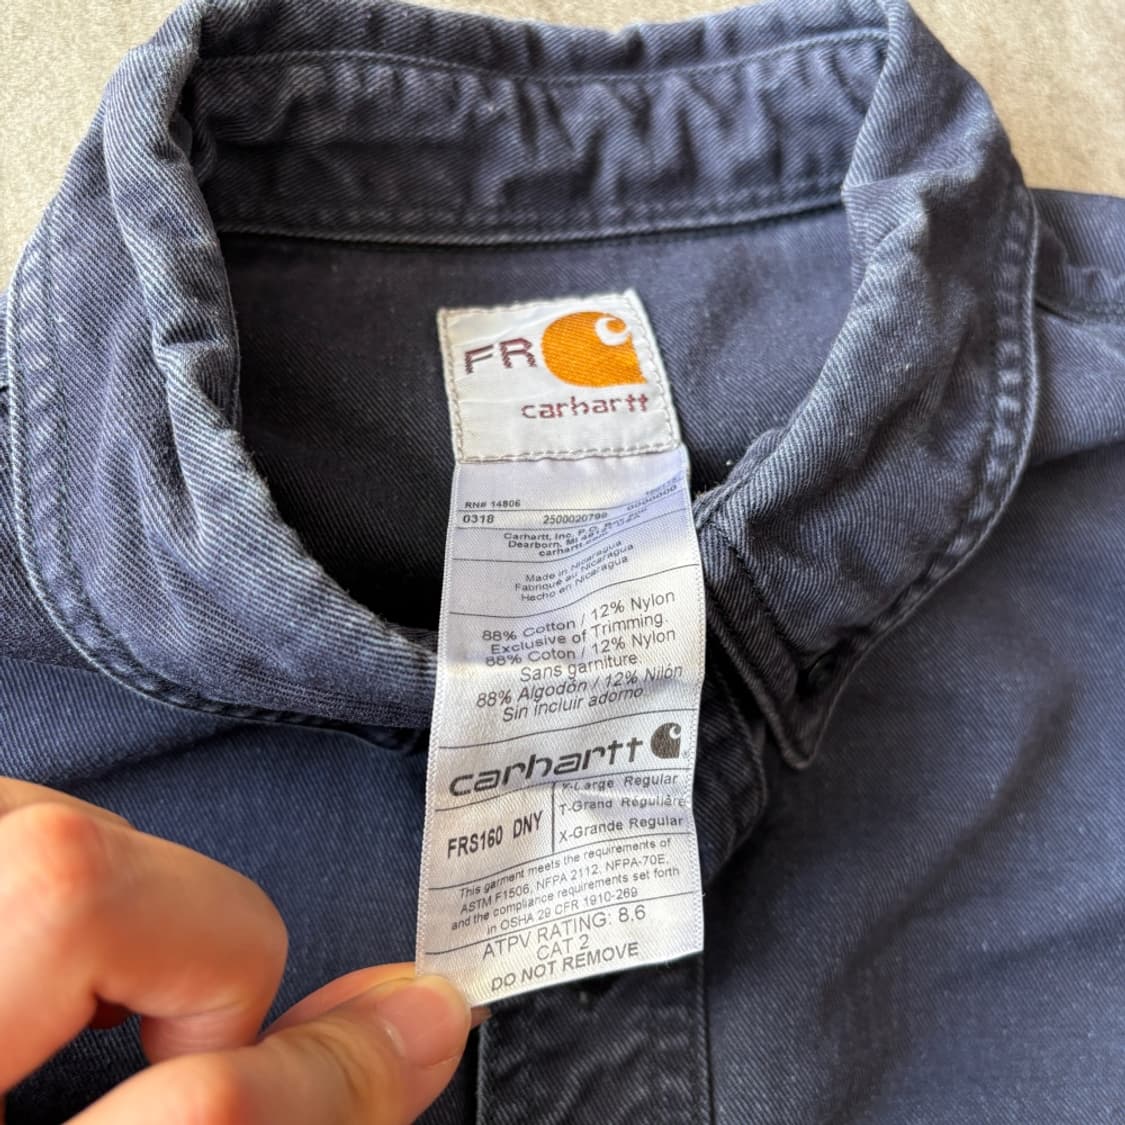 FR
carhartt
RN# 14806
0318 2500020799 0000000
Carhartt, Inc. P.O.
Dearborn, MI
carhartt
Made in Nicaragua
Fabriqué au Nicaragua
Hecho en Nicaragua
88% Cotton / 12% Nylon
Exclusive of Trimming.
88% Coton / 12% Nylon
Sans garniture.
88% Algodón / 12% Nilón
Sin incluir adorno
carhartt
FRS160 DNY
X-Large Regular
T-Grand Régulière
X-Grande Regular
This garment meets the requirements of
ASTM F1506, NFPA 2112, NFPA-70E,
and the compliance requirements set forth
in OSHA 29 CFR 1910-269
ATPV RATING: 8.6
CAT 2
DO NOT REMOVE